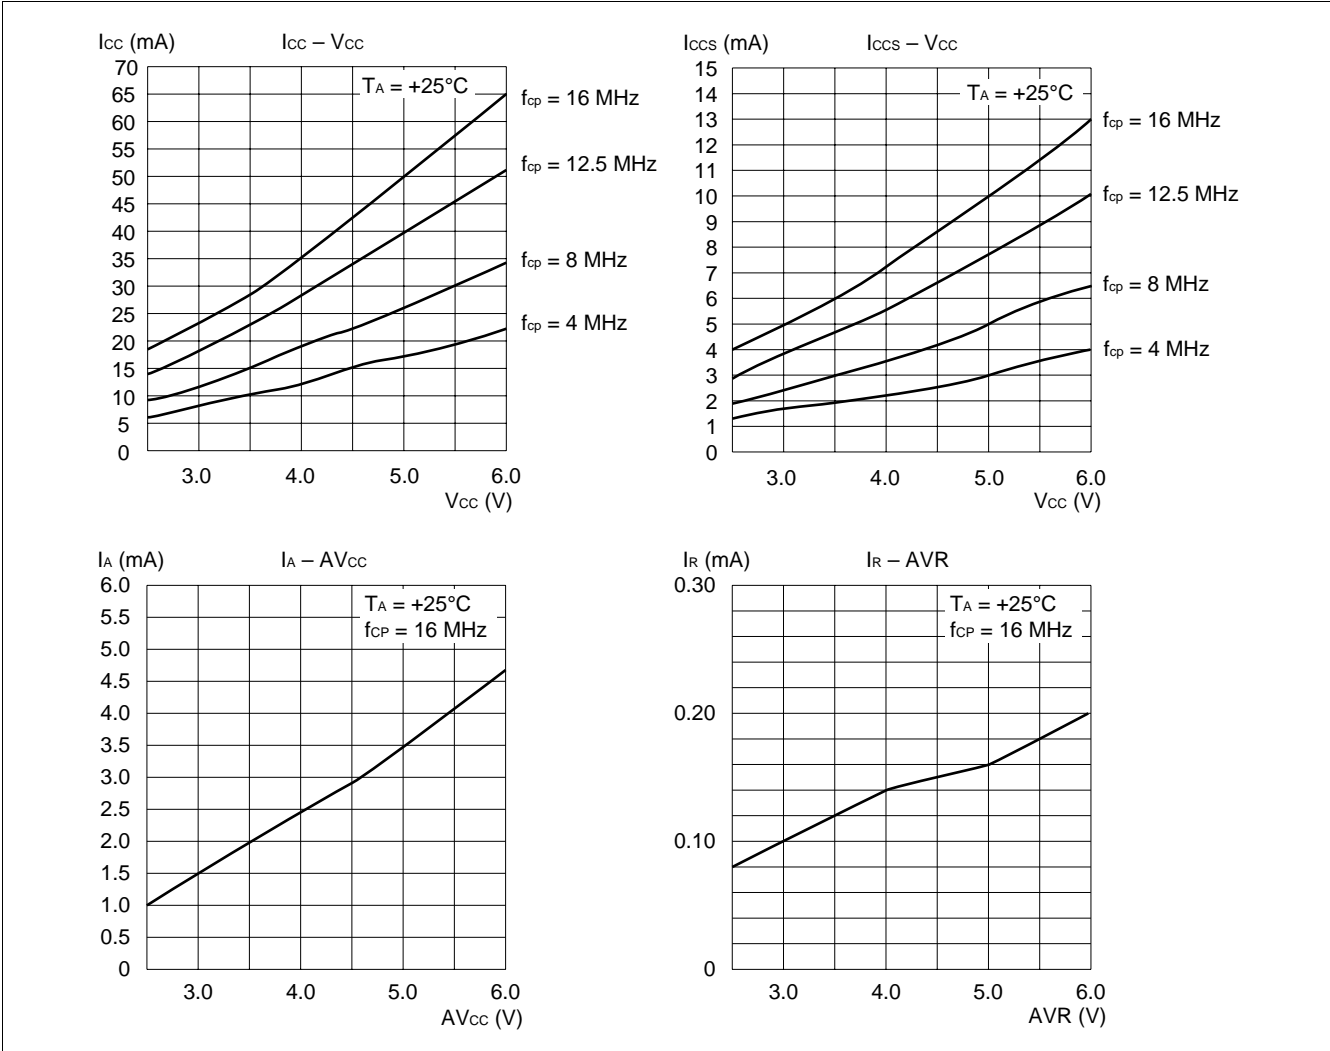 ICC (mA)
ICC – VCC
TA = +25°C
70
65
60
55
50
45
40
35
30
25
20
15
10
5
0
fcp = 16 MHz
fcp = 12.5 MHz
fcp = 8 MHz
fcp = 4 MHz
3.0 4.0 5.0 6.0
VCC (V)
ICCS (mA)
ICCS – VCC
TA = +25°C
15
14
13
12
11
10
9
8
7
6
5
4
3
2
1
0
fcp = 16 MHz
fcp = 12.5 MHz
fcp = 8 MHz
fcp = 4 MHz
3.0 4.0 5.0 6.0
VCC (V)
IA (mA)
IA – AVCC
TA = +25°C
fCP = 16 MHz
6.0
5.5
5.0
4.5
4.0
3.5
3.0
2.5
2.0
1.5
1.0
0.5
0
3.0 4.0 5.0 6.0
AVCC (V)
IR (mA)
IR – AVR
TA = +25°C
fCP = 16 MHz
0.30
0.20
0.10
0
3.0 4.0 5.0 6.0
AVR (V)